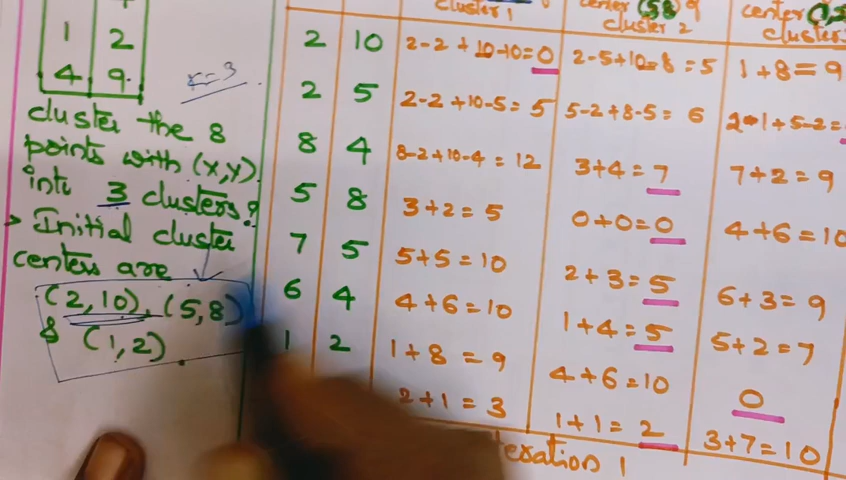 1 2
4 9
k=3
cluster the 8
points with (x,y)
into 3 clusters?
> Initial cluster
centers are
(2,10), (5,8)
& (1,2)
cluster 1
center (5,8) of
cluster 2
center
cluster
2 10 2-2+10-10=0 2-5+10-8=5 1+8=9
2 5 2-2+10-5=5 5-2+8-5=6 2-1+5-2=
8 4 8-2+10-4=12 3+4=7 7+2=9
5 8 3+2=5 0+0=0 4+6=10
7 5 5+5=10 2+3=5 6+3=9
6 4 4+6=10 1+4=5 5+2=7
1 2 1+8=9 4+6=10 0
2+1=3 1+1=2 3+7=10
eration 1